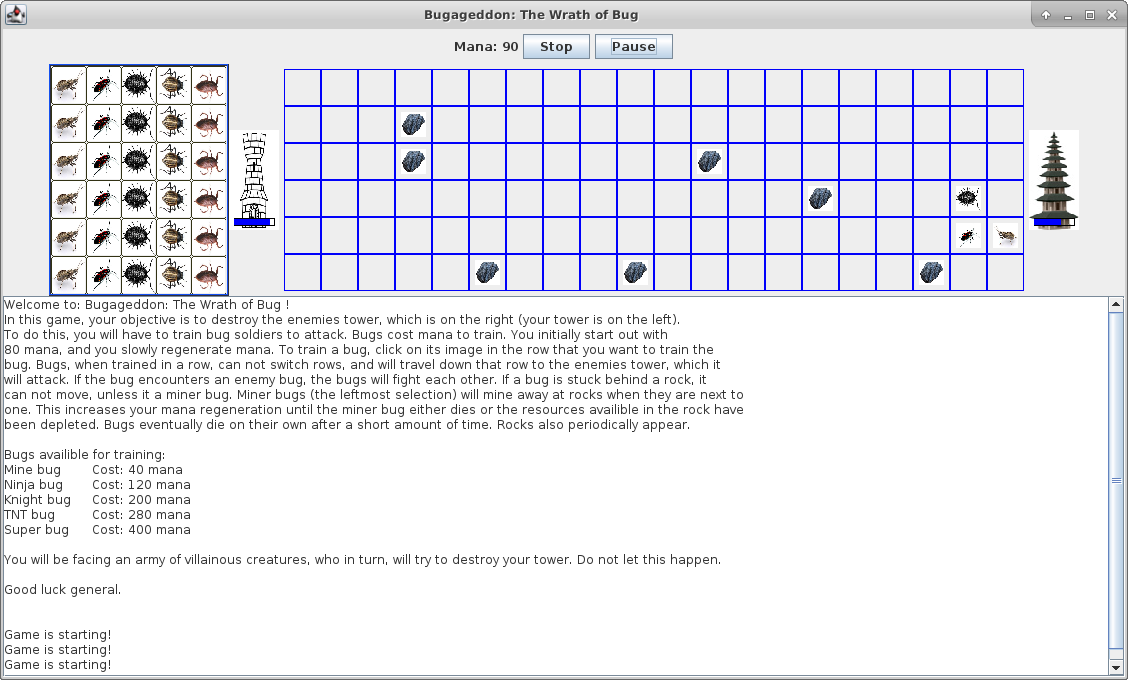 Bugageddon: The Wrath of Bug
Mana: 90 Stop Pause
Welcome to: Bugageddon: The Wrath of Bug !
In this game, your objective is to destroy the enemies tower, which is on the right (your tower is on the left).
To do this, you will have to train bug soldiers to attack. Bugs cost mana to train. You initially start out with
80 mana, and you slowly regenerate mana. To train a bug, click on its image in the row that you want to train the
bug. Bugs, when trained in a row, can not switch rows, and will travel down that row to the enemies tower, which it
will attack. If the bug encounters an enemy bug, the bugs will fight each other. If a bug is stuck behind a rock, it
can not move, unless it a miner bug. Miner bugs (the leftmost selection) will mine away at rocks when they are next to
one. This increases your mana regeneration until the miner bug either dies or the resources availible in the rock have
been depleted. Bugs eventually die on their own after a short amount of time. Rocks also periodically appear.
Bugs availible for training:
Mine bug Cost: 40 mana
Ninja bug Cost: 120 mana
Knight bug Cost: 200 mana
TNT bug Cost: 280 mana
Super bug Cost: 400 mana
You will be facing an army of villainous creatures, who in turn, will try to destroy your tower. Do not let this happen.
Good luck general.
Game is starting!
Game is starting!
Game is starting!